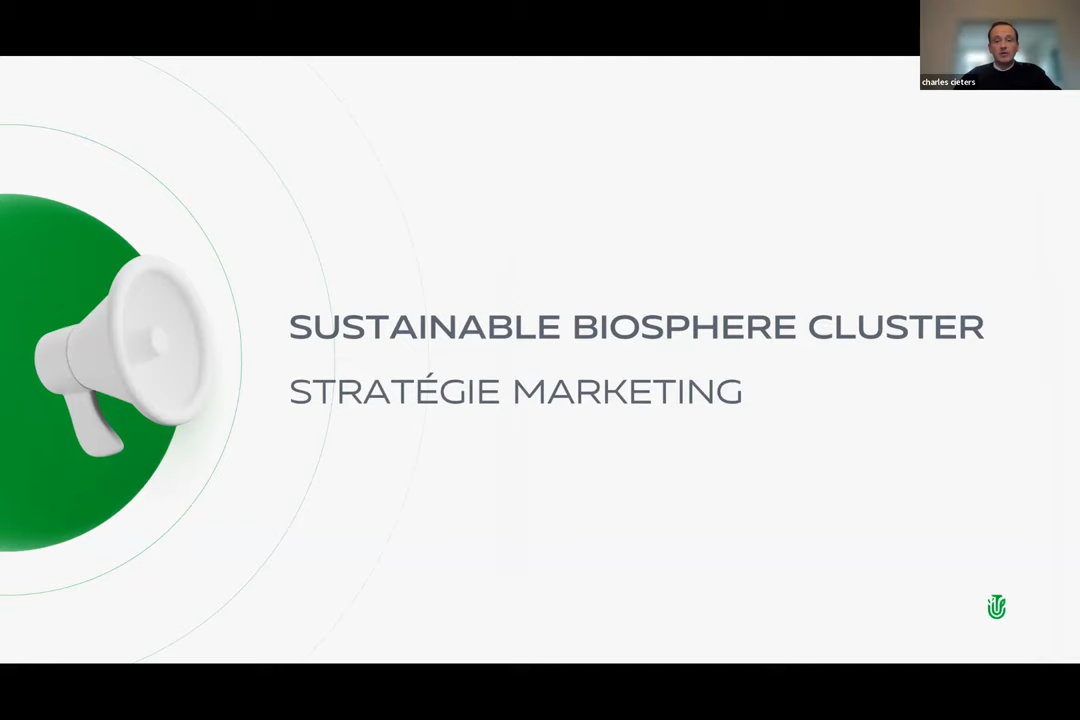 charles cieters
SUSTAINABLE BIOSPHERE CLUSTER
STRATÉGIE MARKETING